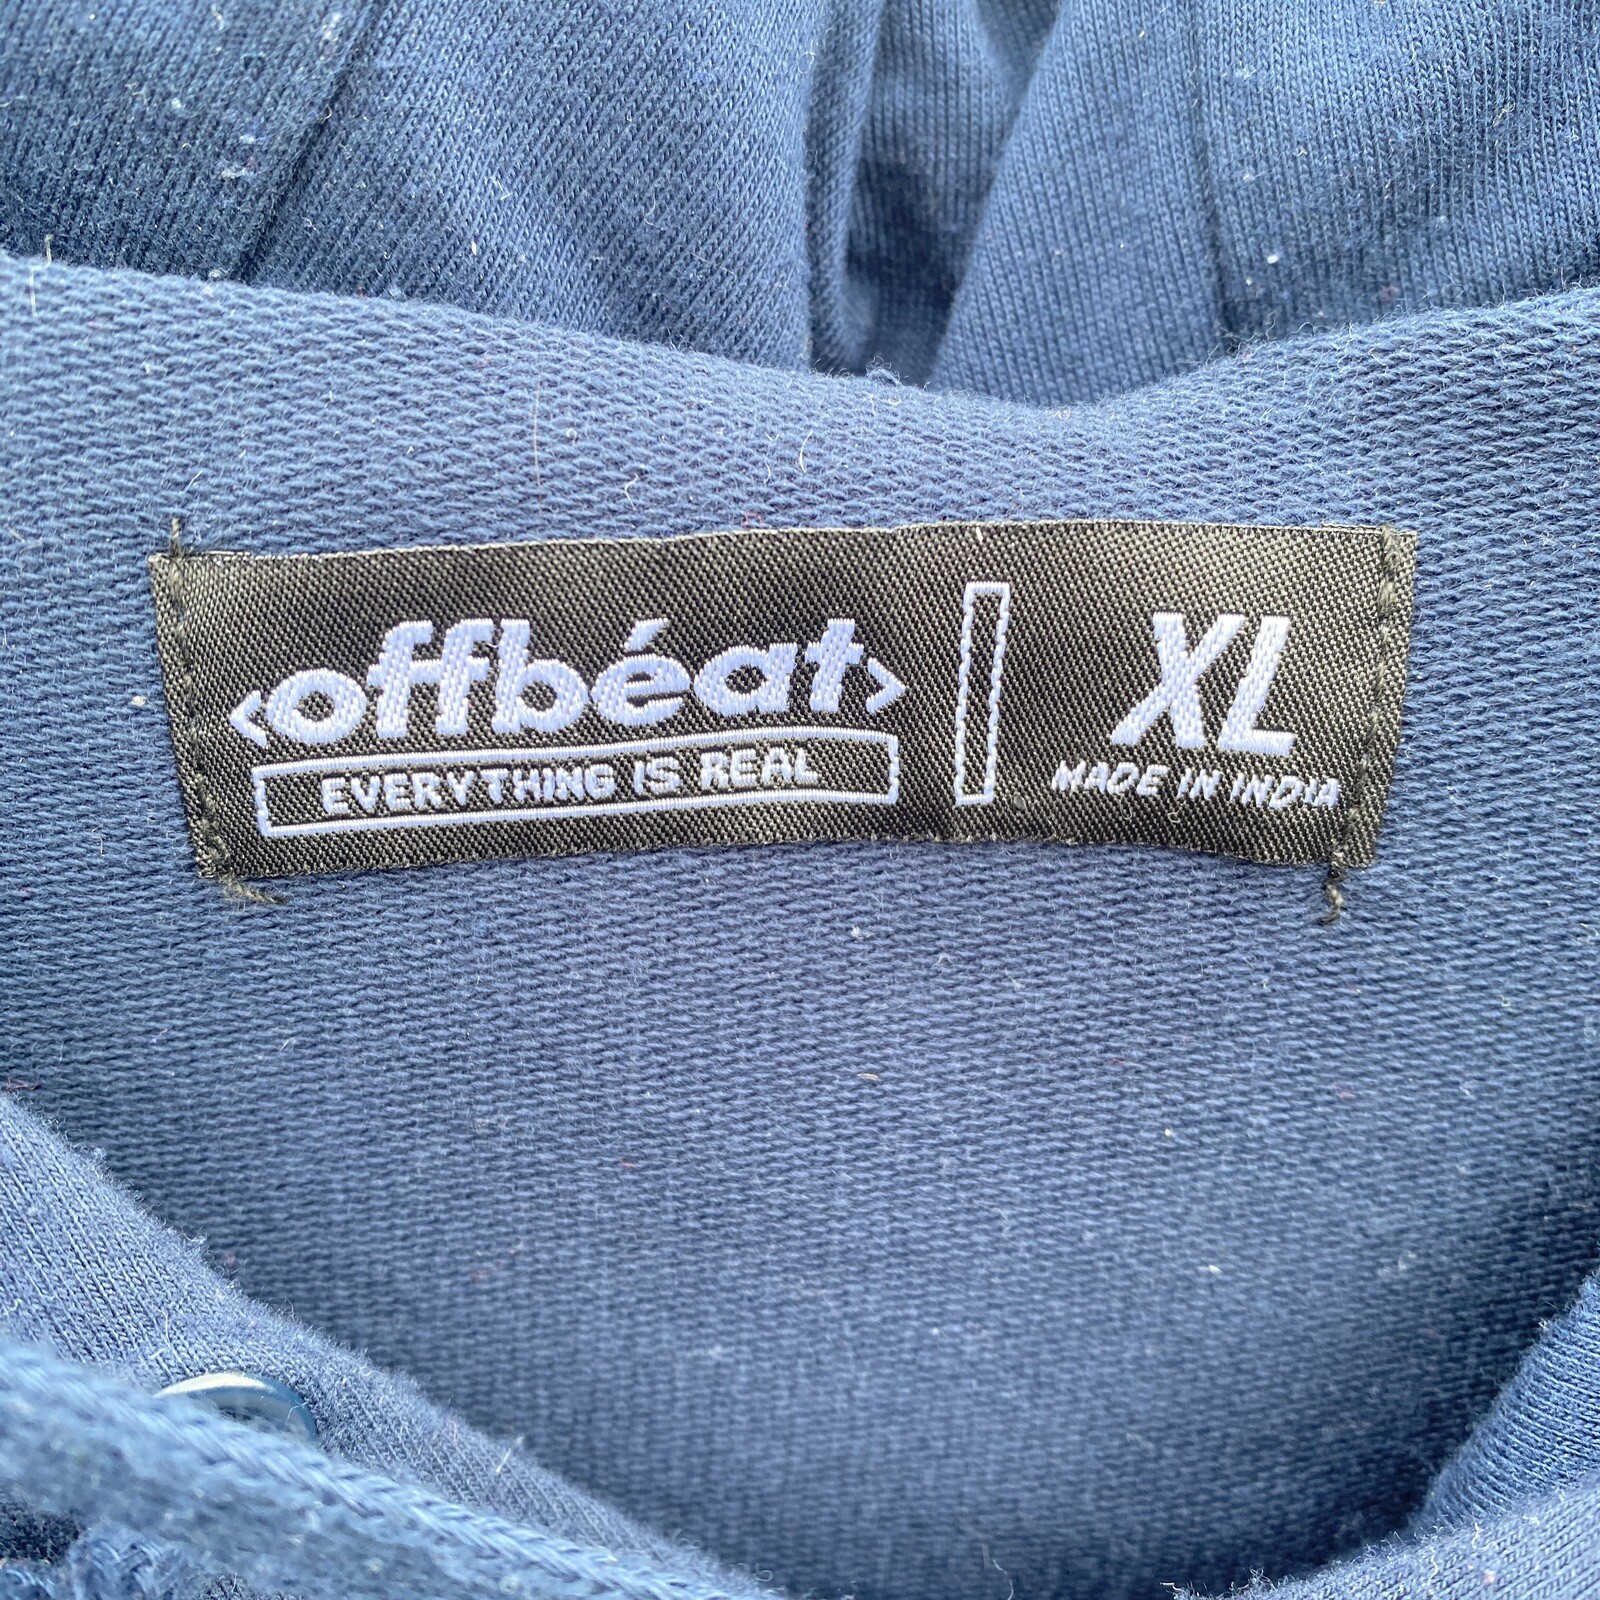 <offbéat>
EVERYTHING IS REAL
XL
MADE IN INDIA